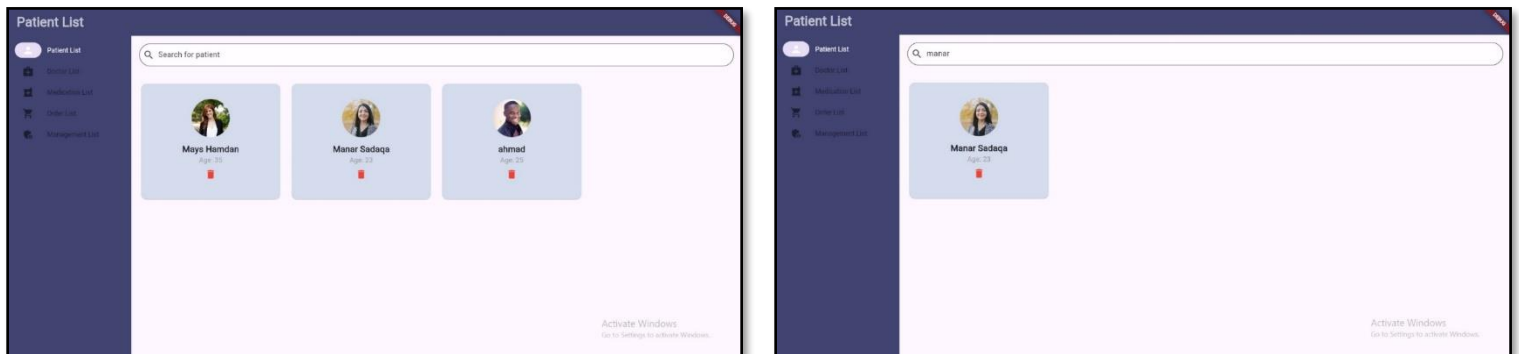 Patient List
DEBUG
Patient List
Doctor List
Medication List
Order List
Management List
Search for patient
Mays Hamdan
Manar Sadaqa
ahmad
Age: 35
Age: 23
Age: 25
Activate Windows
Go to Settings to activate Windows.
Patient List
DEBUG
Patient List
Doctor List
Medication List
Order List
Management List
manar
Manar Sadaqa
Age: 23
Activate Windows
Go to Settings to activate Windows.